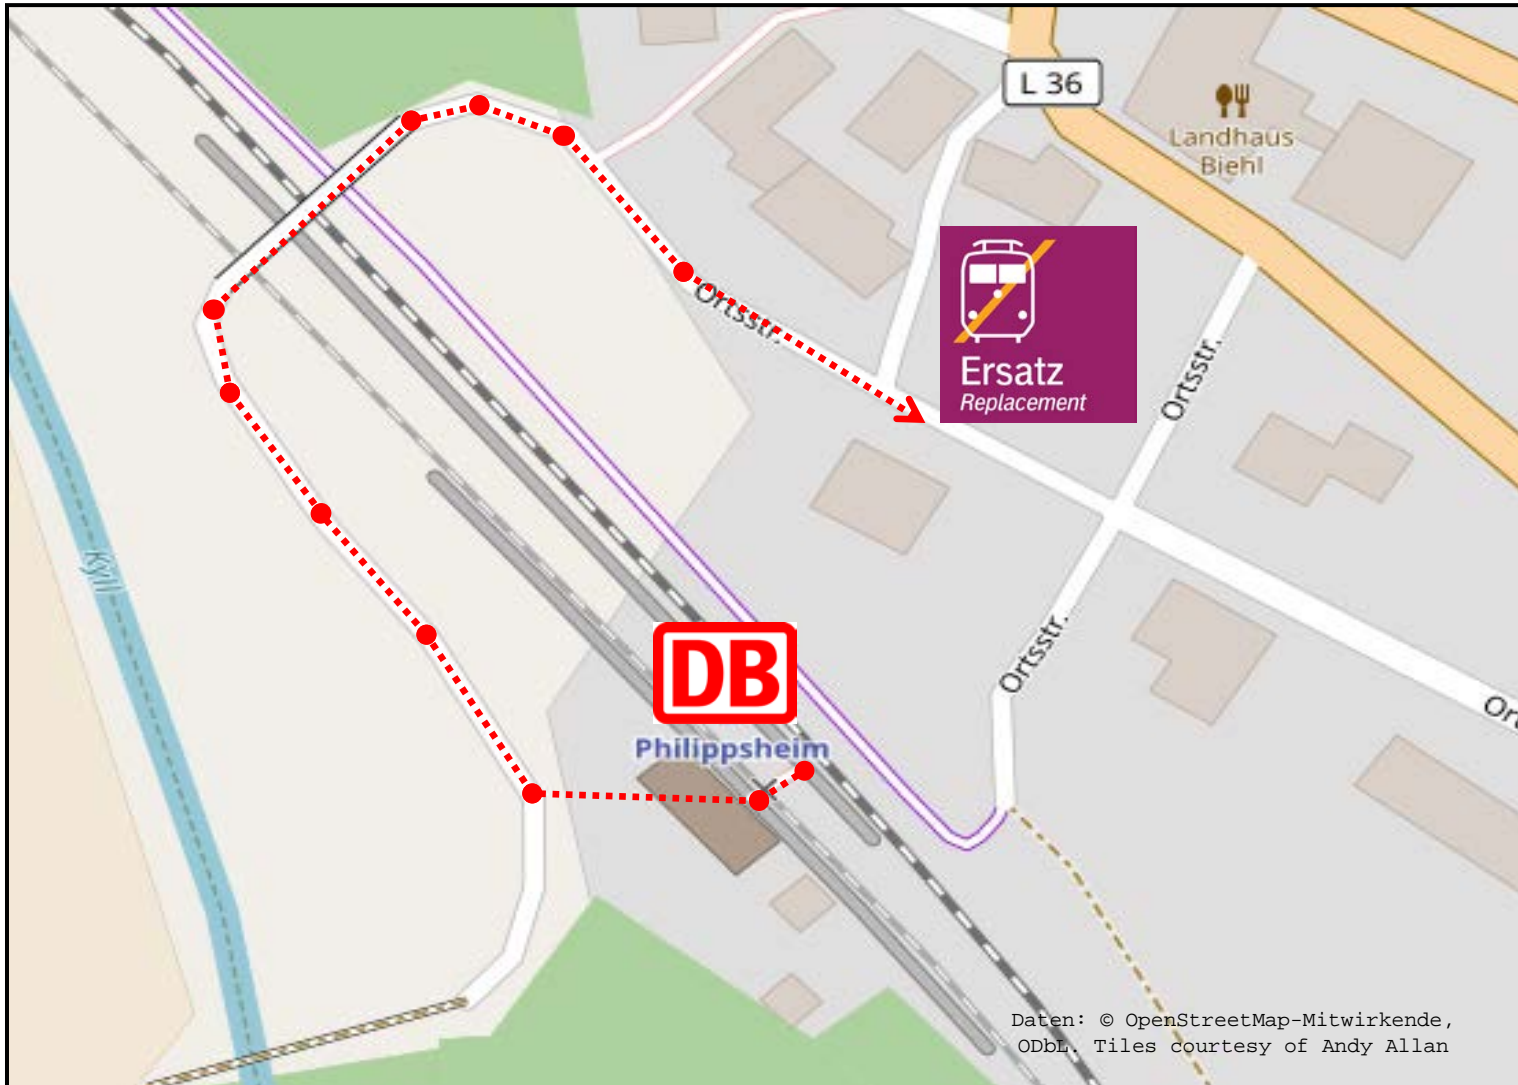 L 36
Landhaus
Biehl
Ortsstr.
Ersatz
Replacement
Ortsstr.
Kyll
Ortsstr.
DB
Philippsheim
Ort
Daten: © OpenStreetMap-Mitwirkende,
ODbL. Tiles courtesy of Andy Allan